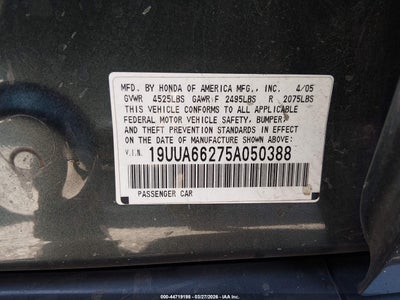 MFD. BY HONDA OF AMERICA MFG., INC. 4/05
GVWR 4525LBS GAWR F 2495LBS R 2075LBS
THIS VEHICLE CONFORMS TO ALL APPLICABLE
FEDERAL MOTOR VEHICLE SAFETY, BUMPER,
AND THEFT PREVENTION STANDARDS IN EFFECT
ON THE DATE OF MANUFACTURE SHOWN ABOVE.
V.I.N. 19UUA66275A050388
PASSENGER CAR
000-44719198 - 03/27/2026 - IAA Inc.